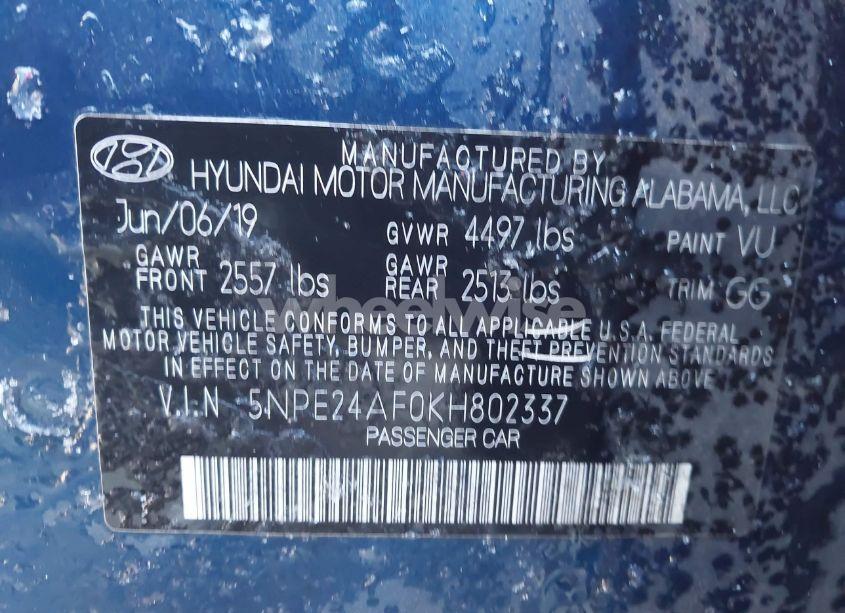 MANUFACTURED BY
HYUNDAI MOTOR MANUFACTURING ALABAMA, LLC
Jun/06/19 GVWR 4497 lbs PAINT VU
GAWR FRONT 2557 lbs GAWR REAR 2513 lbs TRIM GG
wheelwise
THIS VEHICLE CONFORMS TO ALL APPLICABLE U.S.A. FEDERAL
MOTOR VEHICLE SAFETY, BUMPER, AND THEFT PREVENTION STANDARDS
IN EFFECT ON THE DATE OF MANUFACTURE SHOWN ABOVE.
V.I.N 5NPE24AF0KH802337
PASSENGER CAR